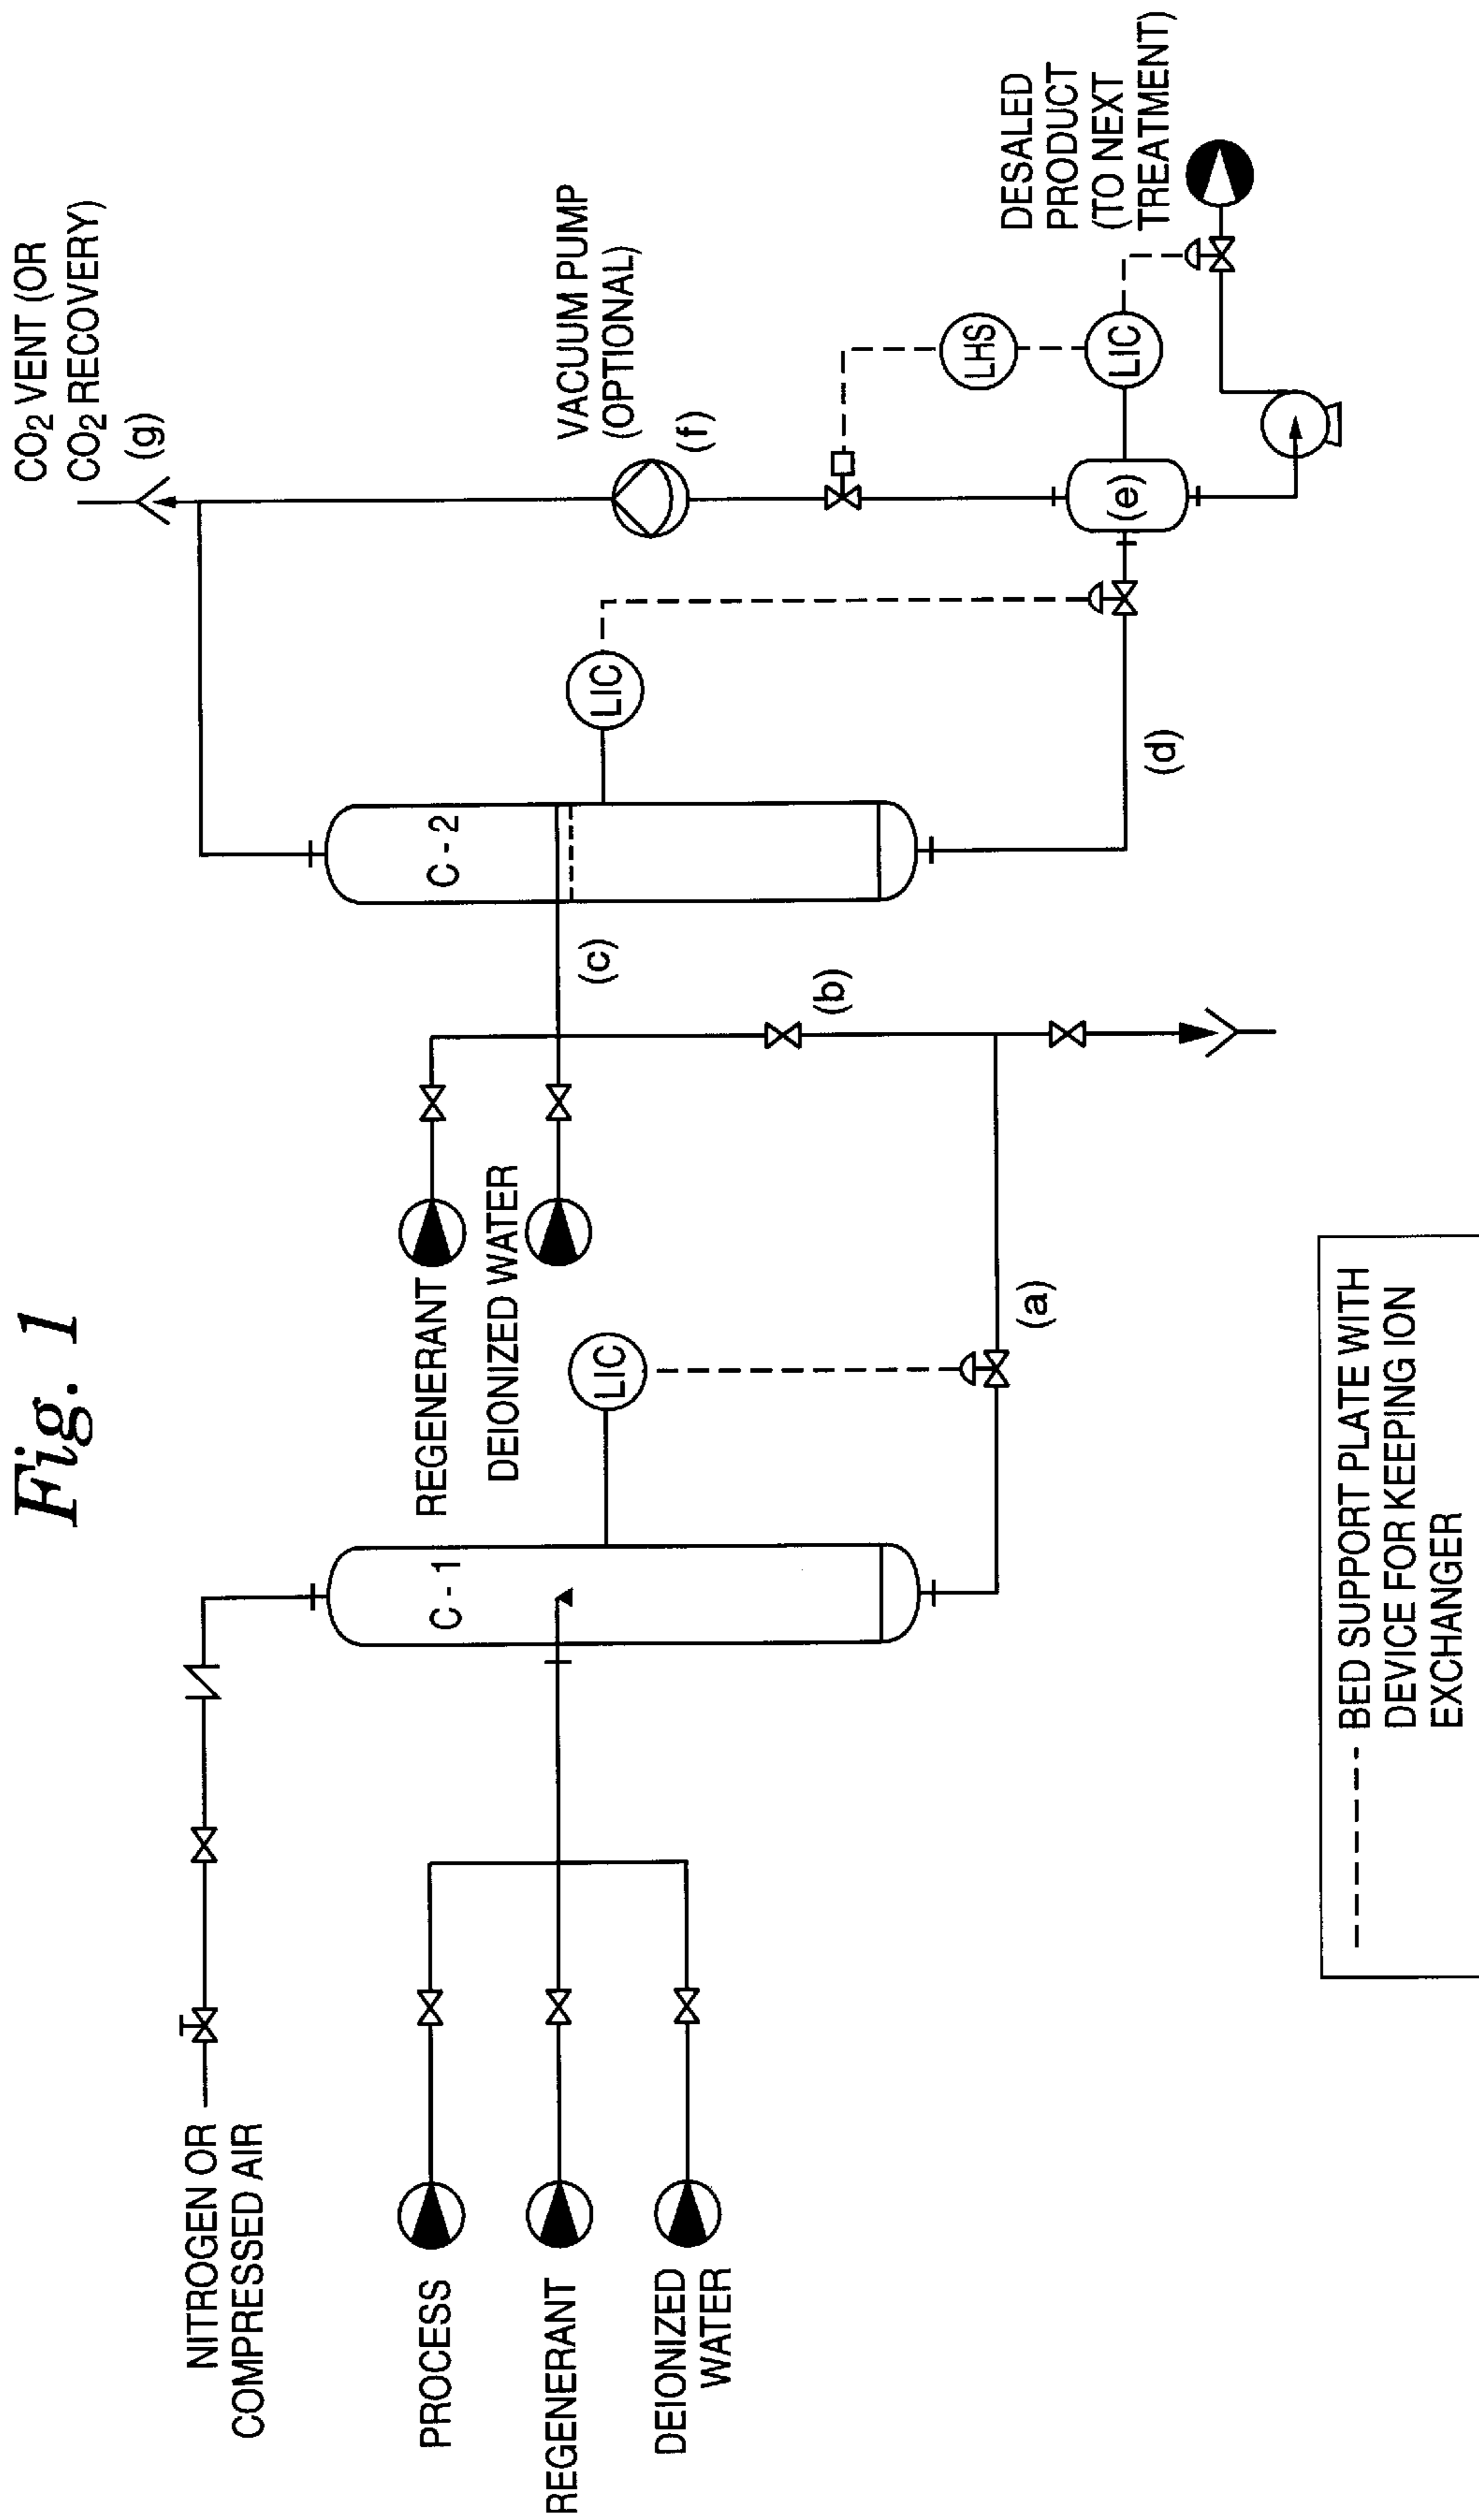 Fig. 1
CO2 VENT (OR
CO2 RECOVERY)
(g)
NITROGEN OR
COMPRESSED AIR
C-1
C-2
PROCESS
REGENERANT
DEIONIZED
WATER
REGENERANT
DEIONIZED WATER
LIC
(c)
LIC
VACUUM PUMP
(OPTIONAL)
(f)
(b)
(a)
(d)
(e)
LHS
LIC
DESALED
PRODUCT
(TO NEXT
TREATMENT)
BED SUPPORT PLATE WITH
DEVICE FOR KEEPING ION
EXCHANGER